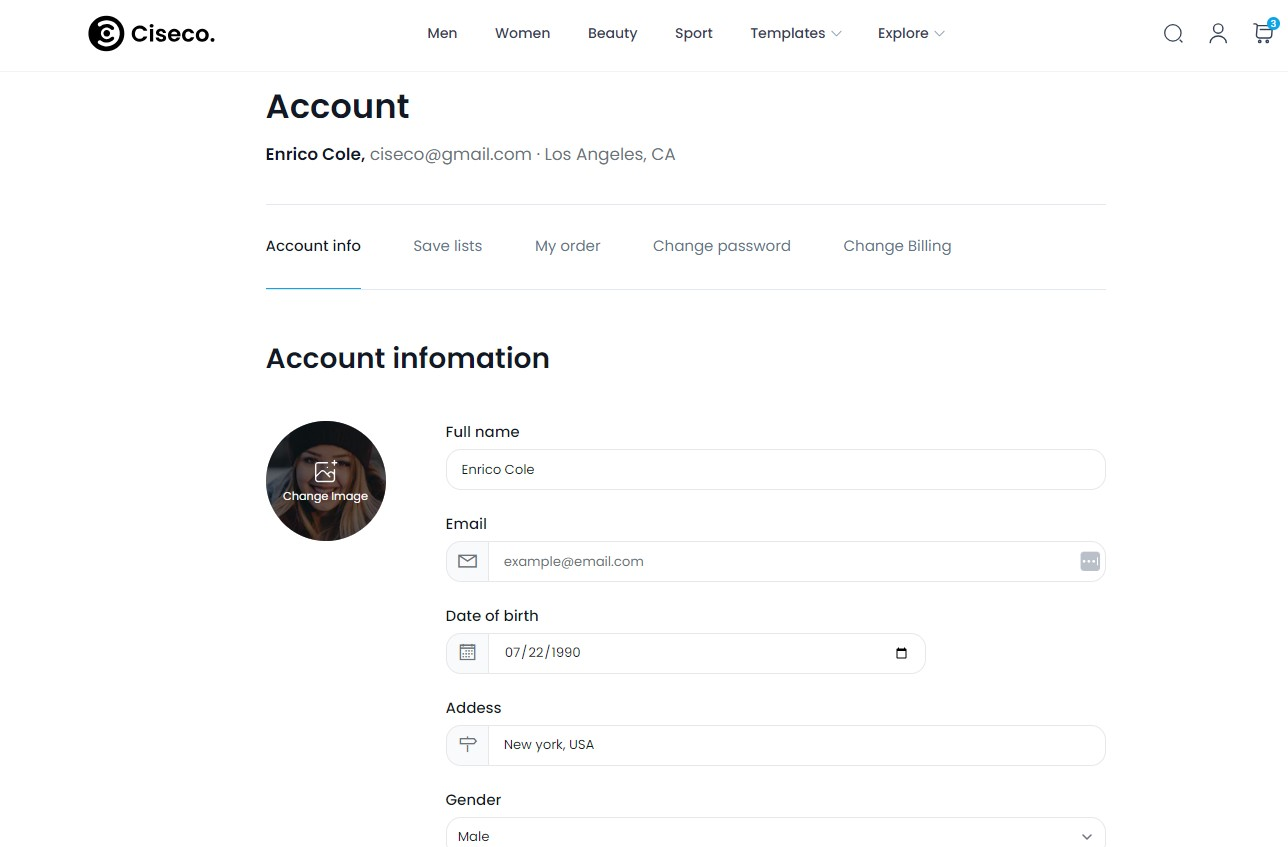 Ciseco.
Men Women Beauty Sport Templates Explore
3
Account
Enrico Cole, ciseco@gmail.com · Los Angeles, CA
Account info Save lists My order Change password Change Billing
Account infomation
Change Image
Full name
Enrico Cole
Email
example@email.com
Date of birth
07/22/1990
Addess
New york, USA
Gender
Male